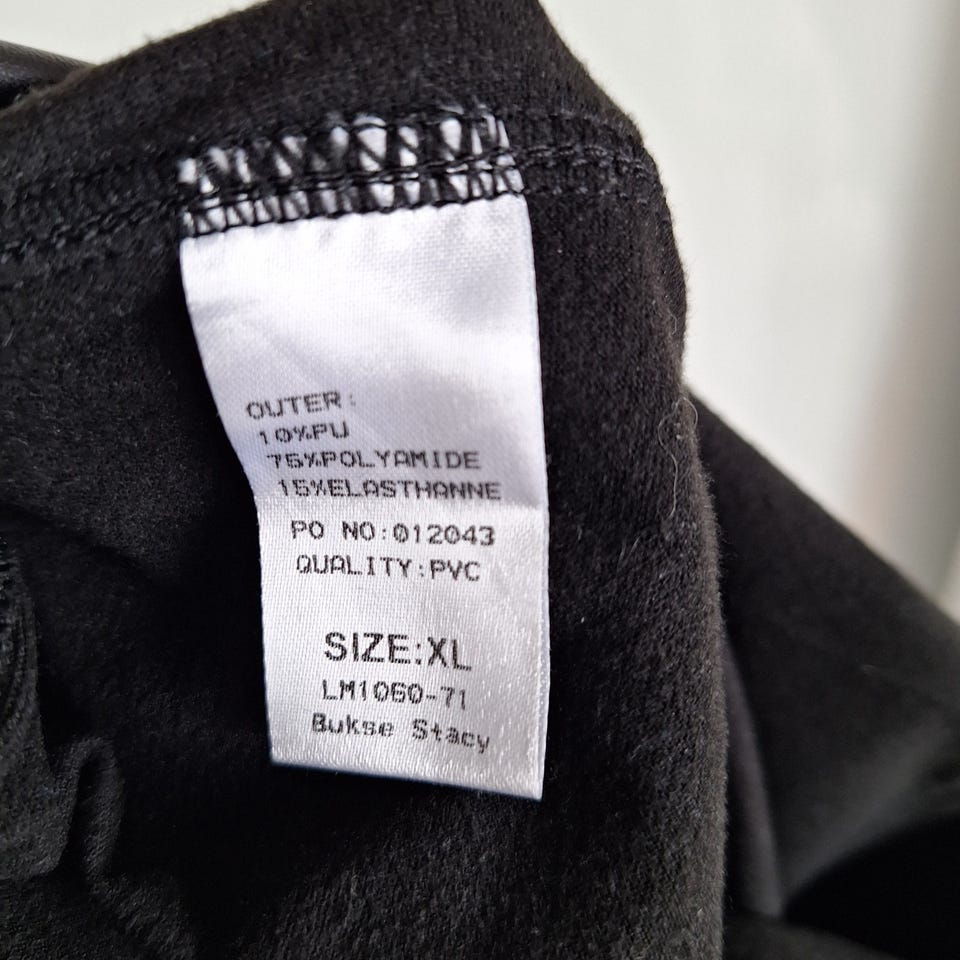 OUTER:
10%PU
75%POLYAMIDE
15%ELASTHANNE
PO NO:012043
QUALITY:PVC
SIZE:XL
LM1060-71
Bukse Stacy